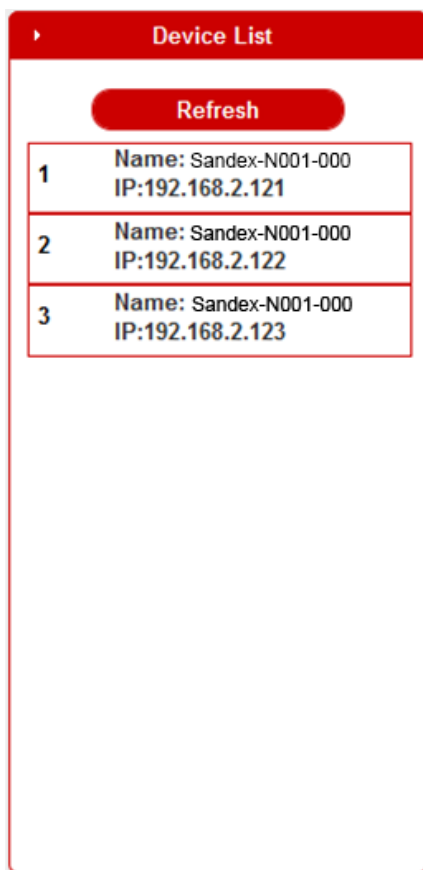 Device List
Refresh
1
Name: Sandex-N001-000
IP:192.168.2.121
2
Name: Sandex-N001-000
IP:192.168.2.122
3
Name: Sandex-N001-000
IP:192.168.2.123